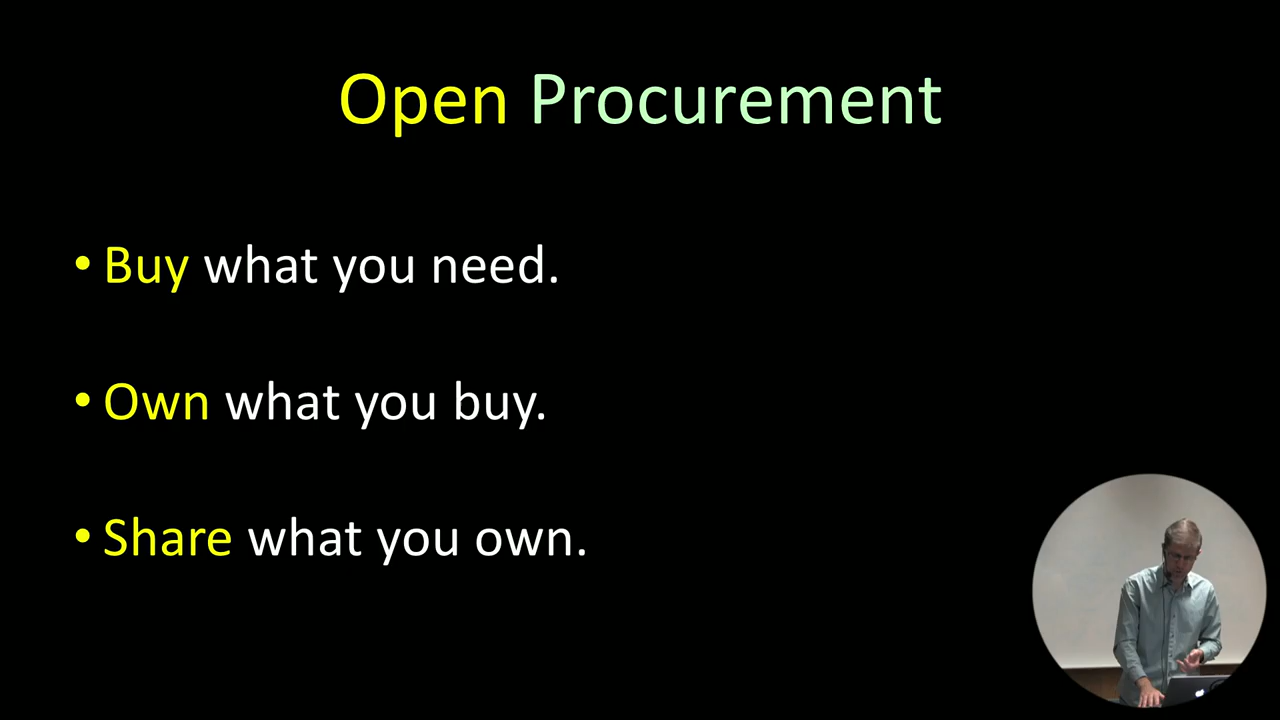 Open Procurement
• Buy what you need.
• Own what you buy.
• Share what you own.